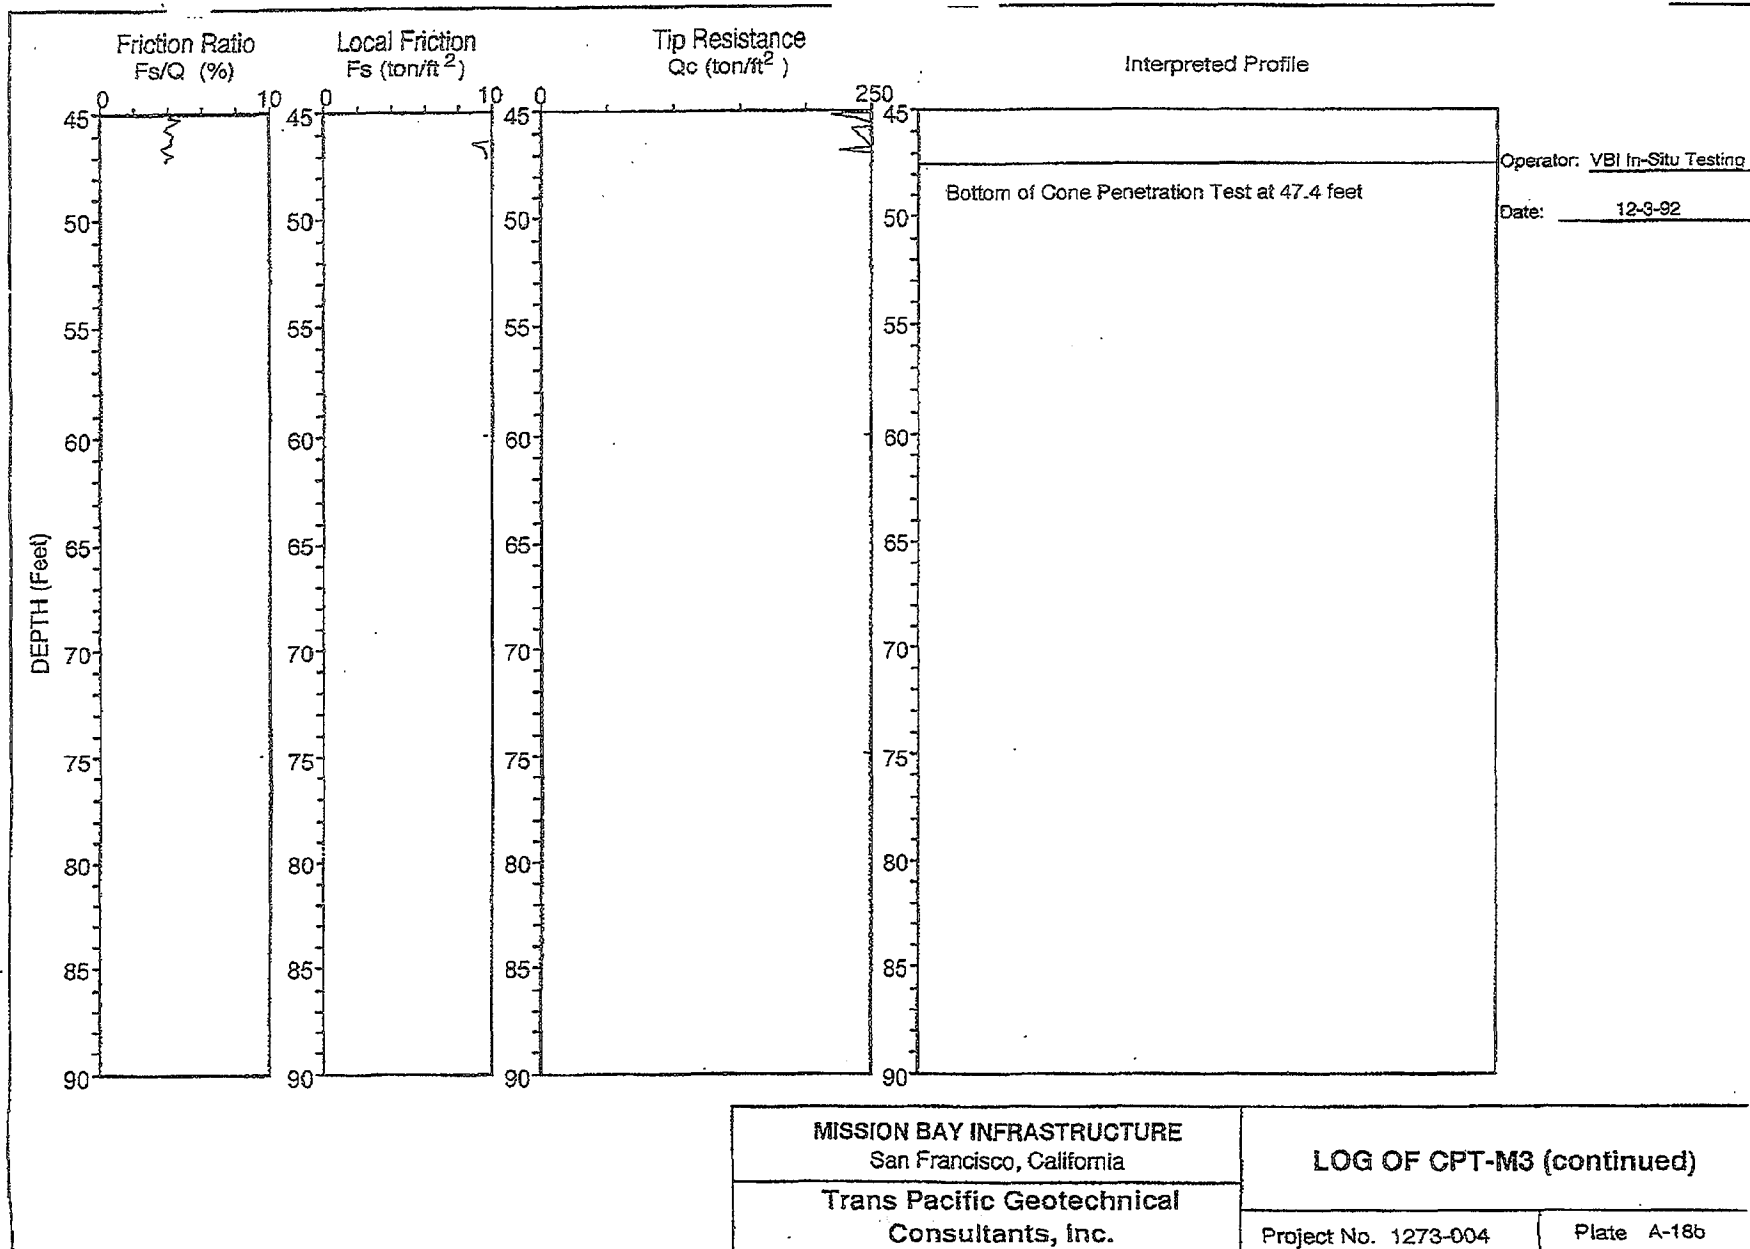 Friction Ratio
Fs/Q (%)
Local Friction
Fs (ton/ft²)
Tip Resistance
Qc (ton/ft²)
Interpreted Profile
0 10
0 10
0 250
45 45 45 45
50 50 50 50
55 55 55 55
60 60 60 60
65 65 65 65
70 70 70 70
75 75 75 75
80 80 80 80
85 85 85 85
90 90 90 90
DEPTH (Feet)
Bottom of Cone Penetration Test at 47.4 feet
Operator: VBI In-Situ Testing
Date: 12-3-92
MISSION BAY INFRASTRUCTURE
San Francisco, California
Trans Pacific Geotechnical
Consultants, Inc.
LOG OF CPT-M3 (continued)
Project No. 1273-004
Plate A-18b